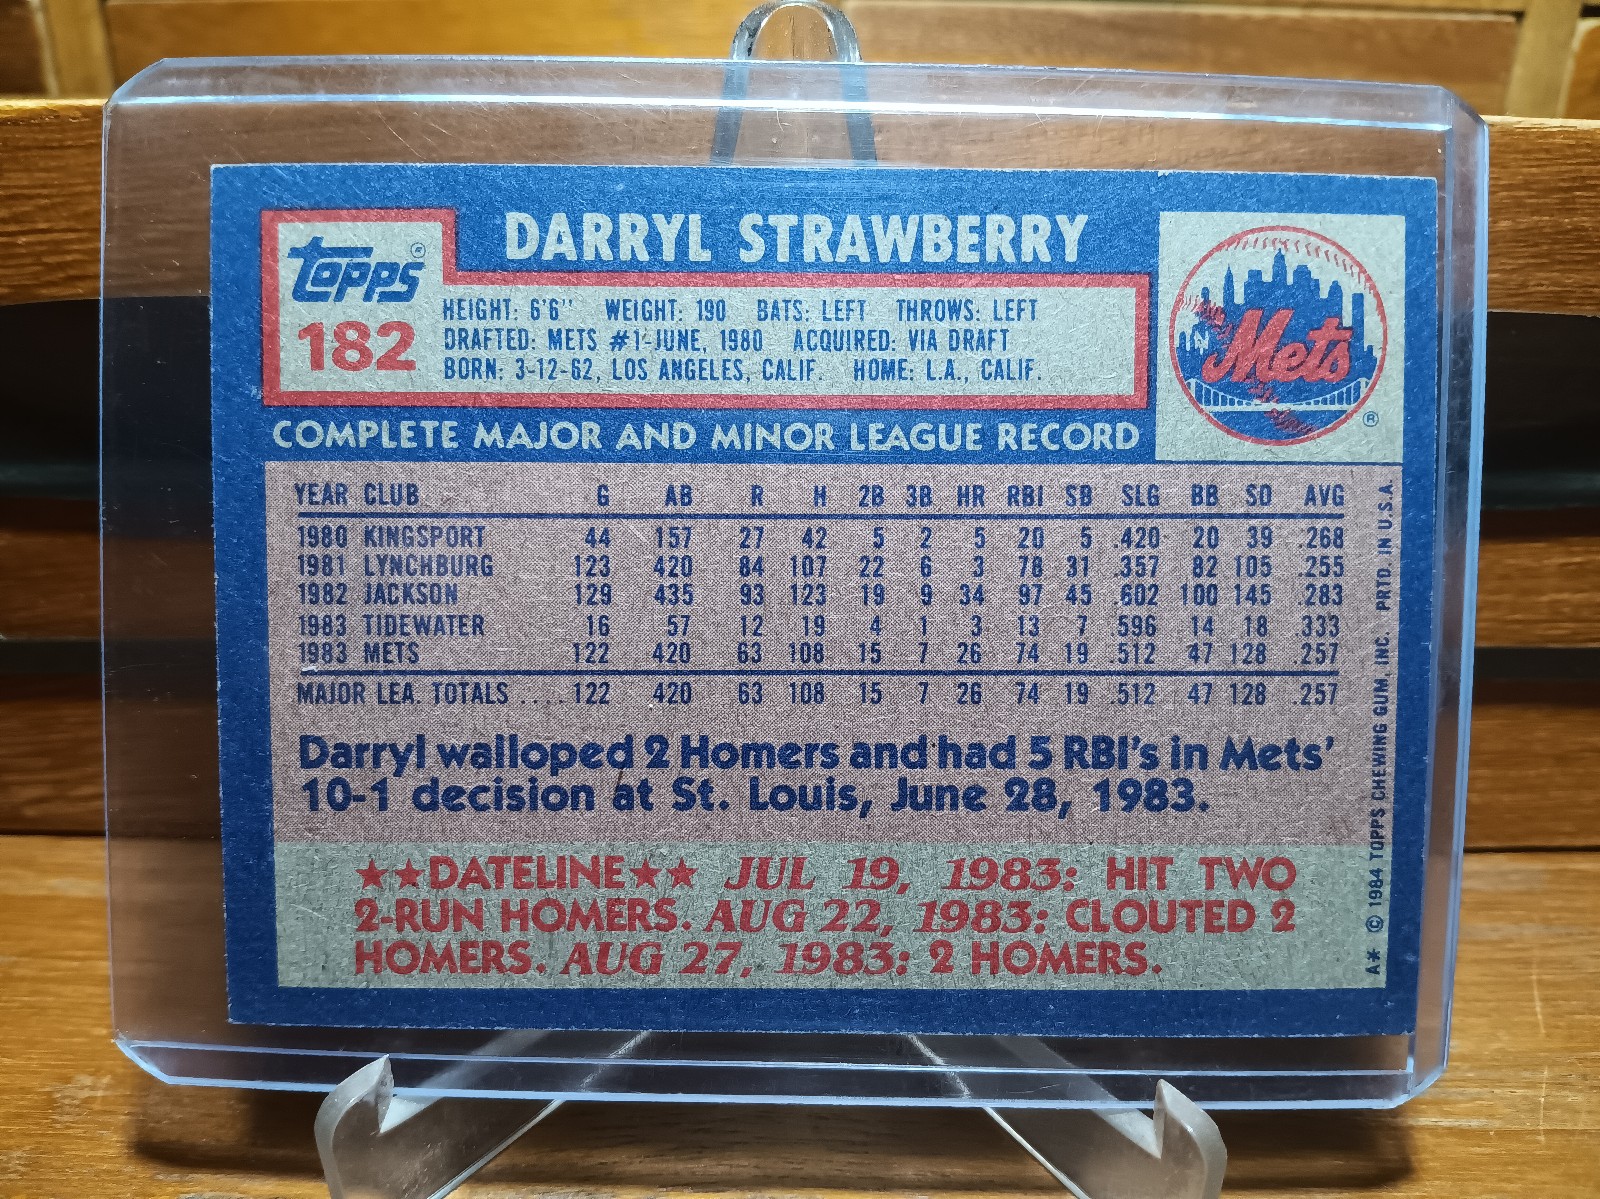 DARRYL STRAWBERRY
Topps®
182
HEIGHT: 6'6" WEIGHT: 190 BATS: LEFT THROWS: LEFT
DRAFTED: METS #1-JUNE, 1980 ACQUIRED: VIA DRAFT
BORN: 3-12-62, LOS ANGELES, CALIF. HOME: L.A., CALIF.
Mets
®
COMPLETE MAJOR AND MINOR LEAGUE RECORD
YEAR CLUB G AB R H 2B 3B HR RBI SB SLG BB SO AVG
1980 KINGSPORT 44 157 27 42 5 2 5 20 5 .420 20 39 .268
1981 LYNCHBURG 123 420 84 107 22 6 3 78 31 .357 82 105 .255
1982 JACKSON 129 435 93 123 19 9 34 97 45 .602 100 145 .283
1983 TIDEWATER 16 57 12 19 4 1 3 13 7 .596 14 18 .333
1983 METS 122 420 63 108 15 7 26 74 19 .512 47 128 .257
MAJOR LEA. TOTALS .... 122 420 63 108 15 7 26 74 19 .512 47 128 .257
Darryl walloped 2 Homers and had 5 RBI's in Mets'
10-1 decision at St. Louis, June 28, 1983.
★★DATELINE★★ JUL 19, 1983: HIT TWO
2-RUN HOMERS. AUG 22, 1983: CLOUTED 2
HOMERS. AUG 27, 1983: 2 HOMERS.
A* © 1984 TOPPS CHEWING GUM, INC. PRTD. IN U.S.A.